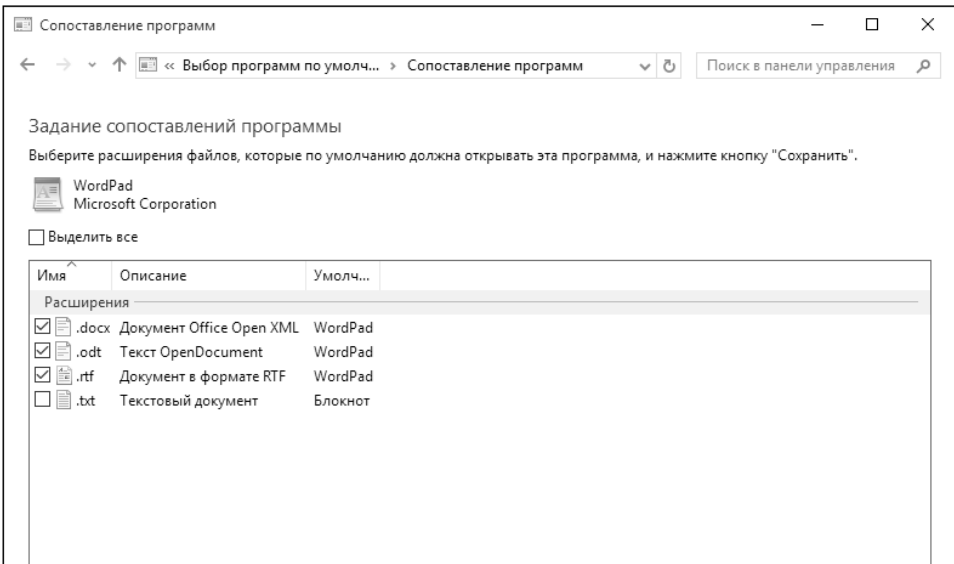 Сопоставление программ
« Выбор программ по умолч... › Сопоставление программ
Поиск в панели управления
Задание сопоставлений программы
Выберите расширения файлов, которые по умолчанию должна открывать эта программа, и нажмите кнопку "Сохранить".
WordPad
Microsoft Corporation
Выделить все
Имя Описание Умолч...
Расширения
.docx Документ Office Open XML WordPad
.odt Текст OpenDocument WordPad
.rtf Документ в формате RTF WordPad
.txt Текстовый документ Блокнот